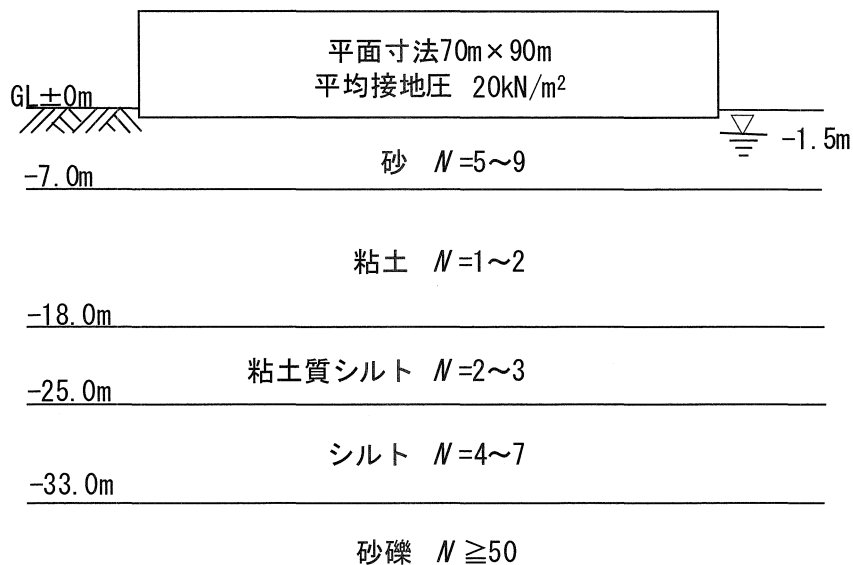 平面寸法70m×90m
平均接地圧 20kN/m²
GL±0m
-1.5m
砂 N=5～9
-7.0m
粘土 N=1～2
-18.0m
粘土質シルト N=2～3
-25.0m
シルト N=4～7
-33.0m
砂礫 N≧50